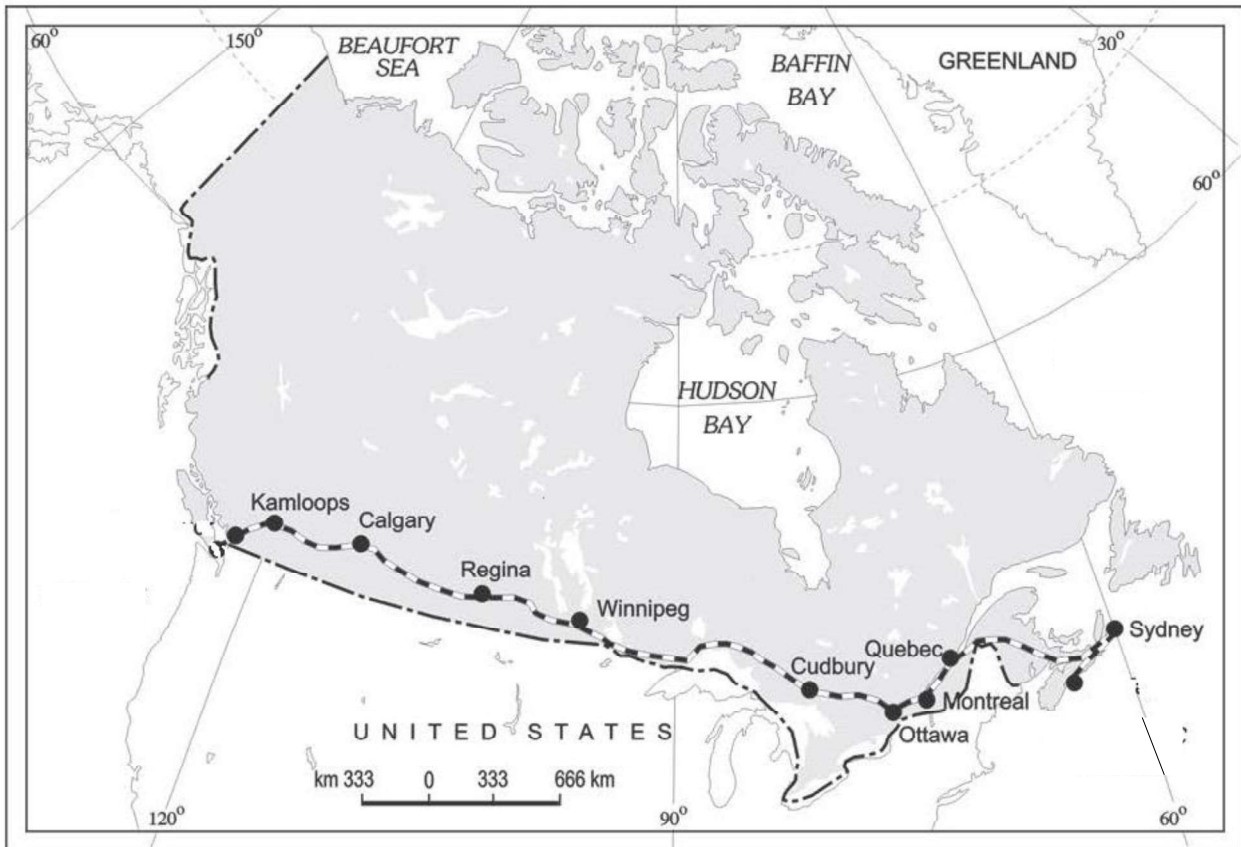 60°
150°
BEAUFORT
SEA
BAFFIN
BAY
GREENLAND
30°
60°
HUDSON
BAY
Kamloops
Calgary
Regina
Winnipeg
Cudbury
Quebec
Sydney
Montreal
Ottawa
UNITED STATES
km 333 0 333 666 km
120°
90°
60°